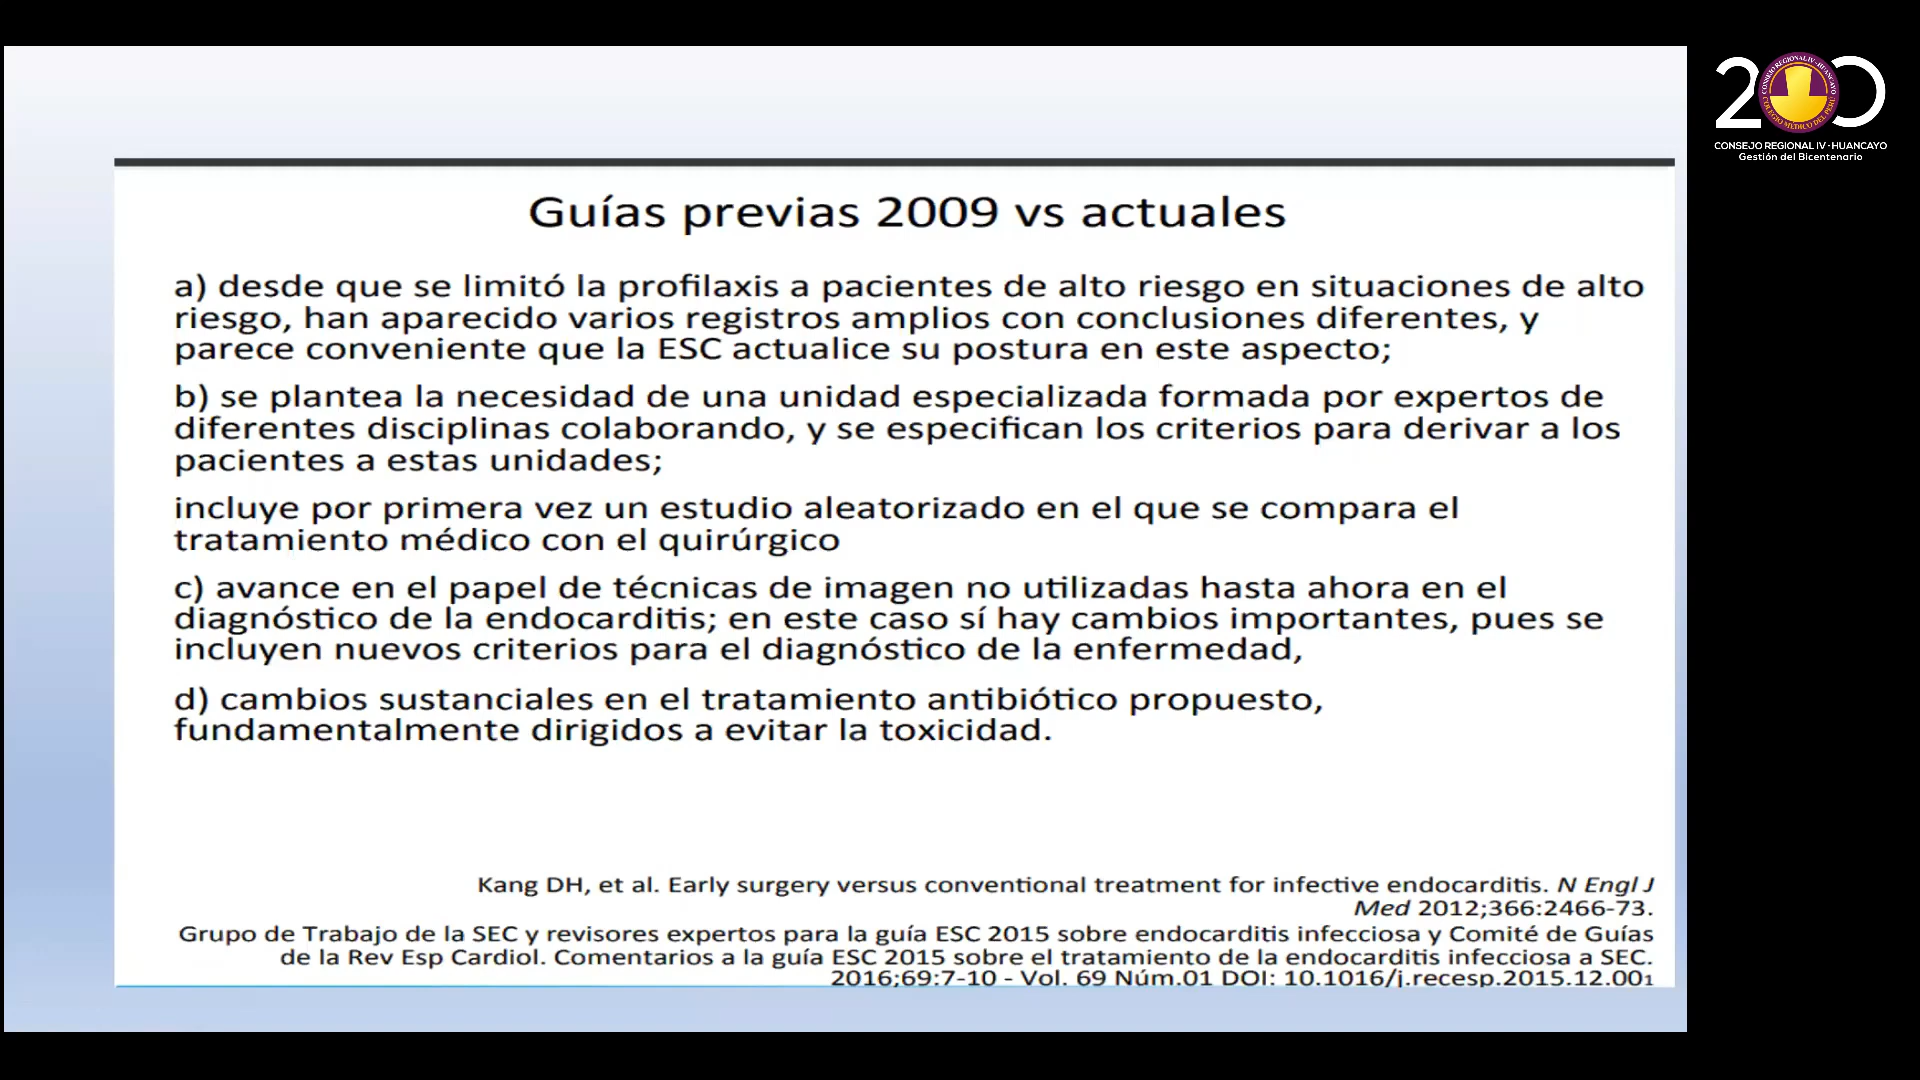 Guías previas 2009 vs actuales
a) desde que se limitó la profilaxis a pacientes de alto riesgo en situaciones de alto
riesgo, han aparecido varios registros amplios con conclusiones diferentes, y
parece conveniente que la ESC actualice su postura en este aspecto;
b) se plantea la necesidad de una unidad especializada formada por expertos de
diferentes disciplinas colaborando, y se especifican los criterios para derivar a los
pacientes a estas unidades;
incluye por primera vez un estudio aleatorizado en el que se compara el
tratamiento médico con el quirúrgico
c) avance en el papel de técnicas de imagen no utilizadas hasta ahora en el
diagnóstico de la endocarditis; en este caso sí hay cambios importantes, pues se
incluyen nuevos criterios para el diagnóstico de la enfermedad,
d) cambios sustanciales en el tratamiento antibiótico propuesto,
fundamentalmente dirigidos a evitar la toxicidad.
Kang DH, et al. Early surgery versus conventional treatment for infective endocarditis. N Engl J
Med 2012;366:2466-73.
Grupo de Trabajo de la SEC y revisores expertos para la guía ESC 2015 sobre endocarditis infecciosa y Comité de Guías
de la Rev Esp Cardiol. Comentarios a la guía ESC 2015 sobre el tratamiento de la endocarditis infecciosa a SEC.
2016;69:7-10 - Vol. 69 Núm.01 DOI: 10.1016/j.recesp.2015.12.001
200
CONSEJO REGIONAL IV - HUANCAYO
COLEGIO MÉDICO DEL PERÚ
CONSEJO REGIONAL IV - HUANCAYO
Gestión del Bicentenario